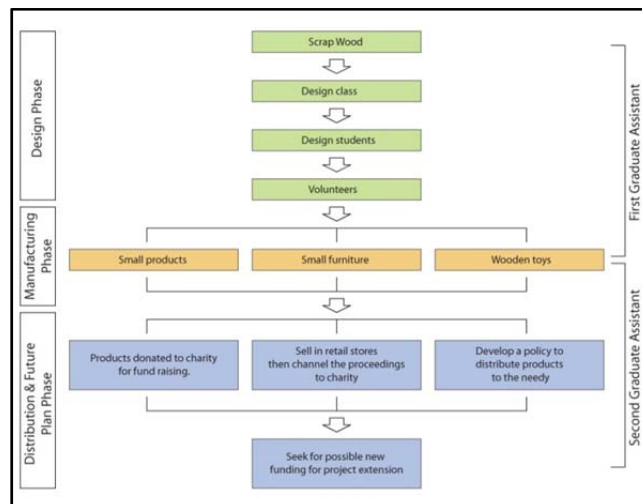 Design Phase
Scrap Wood
Design class
Design students
Volunteers
First Graduate Assistant
Manufacturing
Phase
Small products
Small furniture
Wooden toys
Distribution & Future
Plan Phase
Products donated to charity
for fund raising.
Sell in retail stores
then channel the proceedings
to charity
Develop a policy to
distribute products
to the needy
Second Graduate Assistant
Seek for possible new
funding for project extension